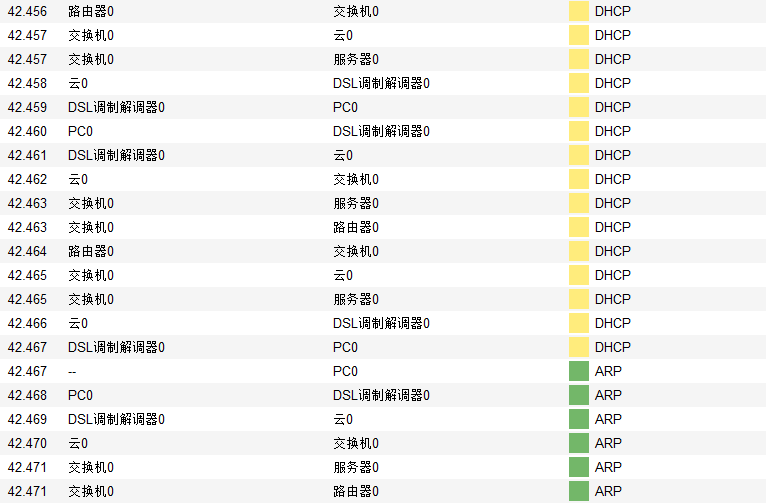 42.456 路由器0 交换机0 DHCP
42.457 交换机0 云0 DHCP
42.457 交换机0 服务器0 DHCP
42.458 云0 DSL调制解调器0 DHCP
42.459 DSL调制解调器0 PC0 DHCP
42.460 PC0 DSL调制解调器0 DHCP
42.461 DSL调制解调器0 云0 DHCP
42.462 云0 交换机0 DHCP
42.463 交换机0 服务器0 DHCP
42.463 交换机0 路由器0 DHCP
42.464 路由器0 交换机0 DHCP
42.465 交换机0 云0 DHCP
42.465 交换机0 服务器0 DHCP
42.466 云0 DSL调制解调器0 DHCP
42.467 DSL调制解调器0 PC0 DHCP
42.467 -- PC0 ARP
42.468 PC0 DSL调制解调器0 ARP
42.469 DSL调制解调器0 云0 ARP
42.470 云0 交换机0 ARP
42.471 交换机0 服务器0 ARP
42.471 交换机0 路由器0 ARP